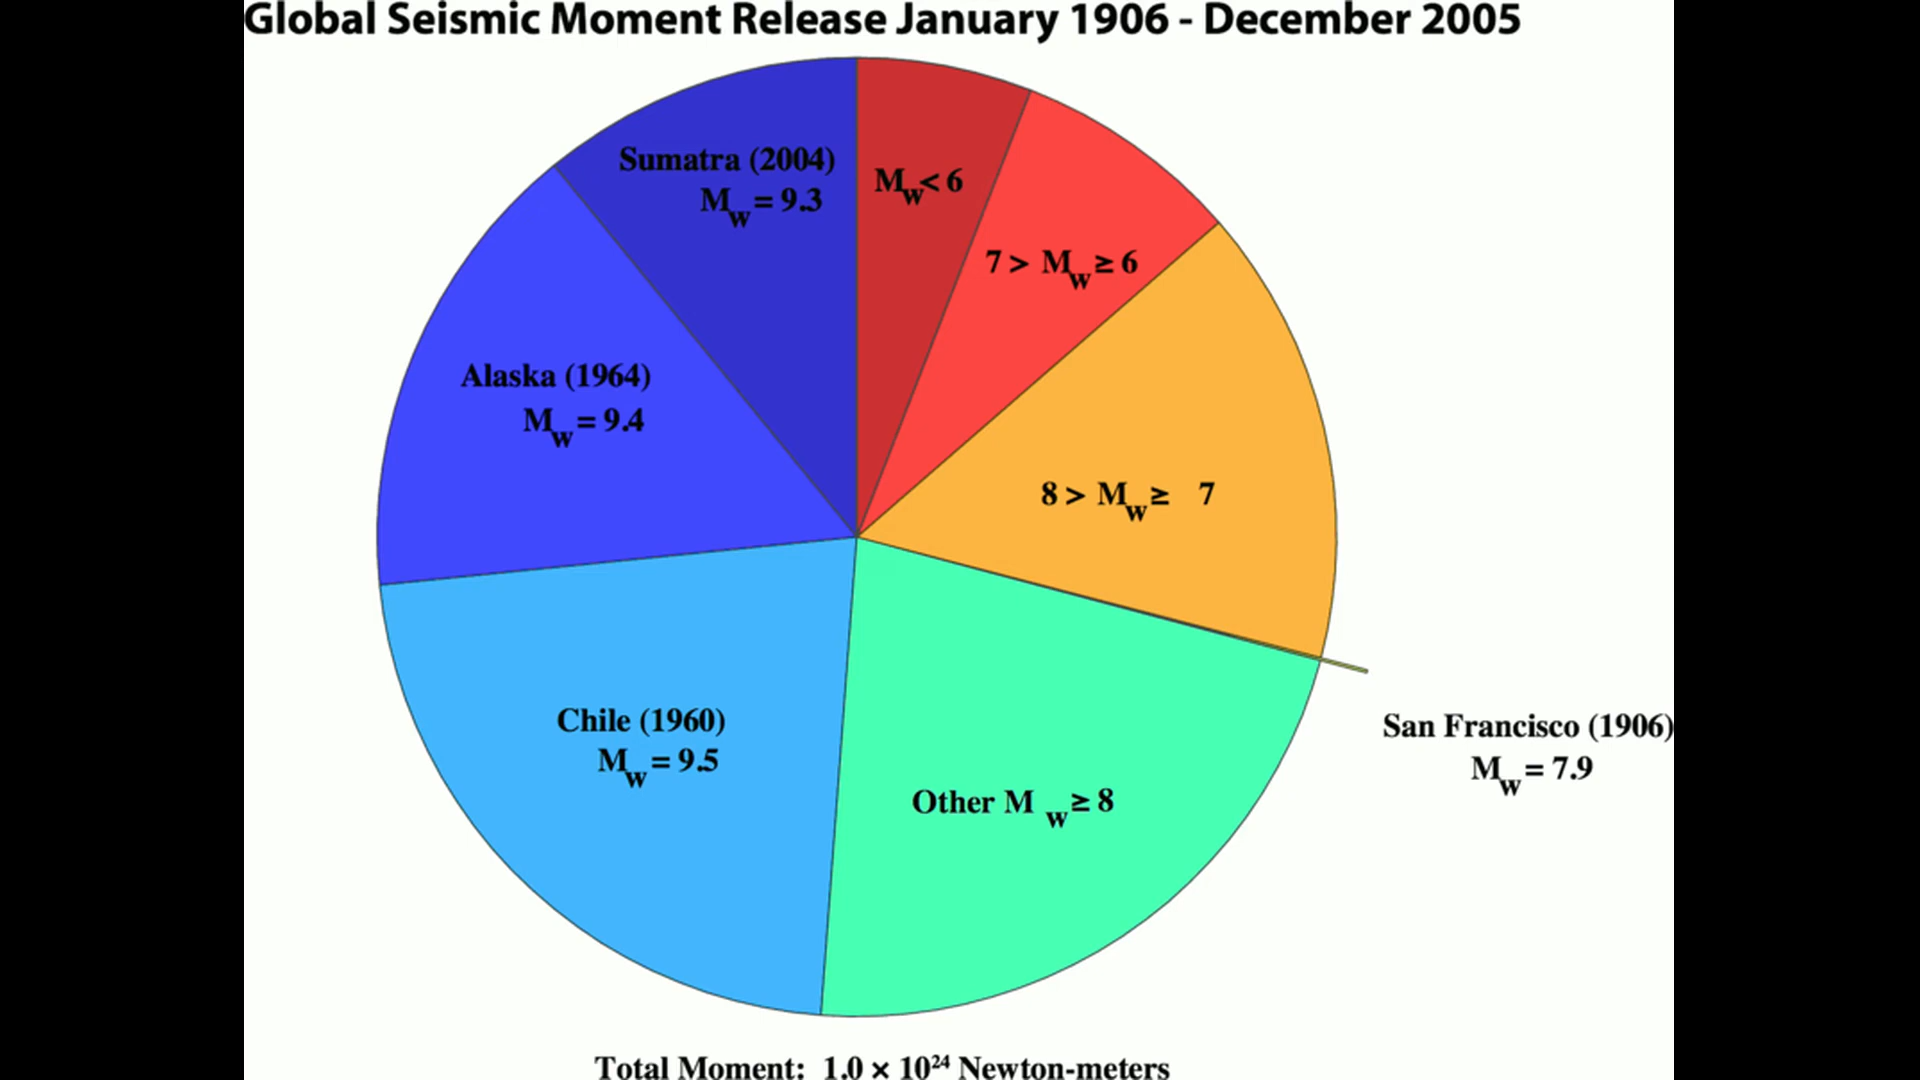 Global Seismic Moment Release January 1906 - December 2005
Sumatra (2004)
Mw = 9.3
Mw < 6
7 > Mw ≥ 6
Alaska (1964)
Mw = 9.4
8 > Mw ≥ 7
Chile (1960)
Mw = 9.5
Other Mw ≥ 8
San Francisco (1906)
Mw = 7.9
Total Moment: 1.0 × 10²⁴ Newton-meters